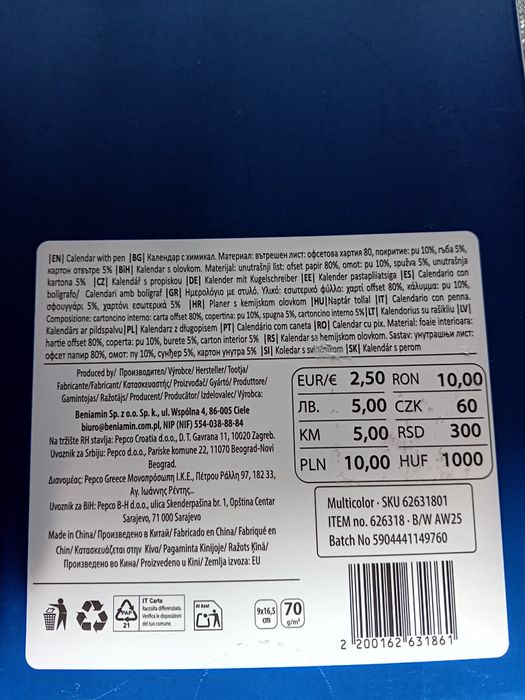 |EN| Calendar with pen |BG| Календар с химикал. Материал: вътрешен лист: офсетова хартия 80, покритие: pu 10%, гъба 5%,
картон отвътре 5% |BiH| Kalendar s olovkom. Materijal: unutrašnji list: ofset papir 80%, omot: pu 10%, spužva 5%, unutrašnja
kartona 5% |CZ| Kalendář s propiskou |DE| Kalender mit Kugelschreiber |EE| Kalender pastapliiatsiga |ES| Calendario con
bolígrafo/ Calendari amb bolígraf |GR| Ημερολόγιο με στυλό. Υλικό: εσωτερικό φύλλο: χαρτί offset 80%, κάλυμμα: pu 10%,
σφουγγάρι 5%, χαρτόνι εσωτερικά 5% |HR| Planer s kemijskom olovkom |HU| Naptár tollal |IT| Calendario con penna.
Composizione: cartoncino interno: carta offset 80%, copertina: pu 10%, spugna 5%, cartoncino interno 5% |LT| Kalendorius su rašikliu |LV|
Kalendārs ar pildspalvu |PL| Kalendarz z długopisem |PT| Calendário com caneta |RO| Calendar cu pix. Material: foaie interioara:
hartie offset 80%, coperta: pu 10%, burete 5%, carton interior 5% |RS| Kalendar sa hemijskom olovkom. Sastav: унутрашњи лист:
офсет папир 80%, омот: пу 10%, сунђер 5%, картон унутра 5% |SI| Koledar s svinčnikom |SK| Kalendár s perom
Produced by/ Производител/ Výrobce/ Hersteller/ Tootja/
Fabricante/Fabricant/ Κατασκευαστής/ Proizvođač/ Gyártó/ Produttore/
Gamintojas/ Ražotājs/ Producent/ Producător/ Izdelovalec/ Výrobca:
Beniamin Sp. z o.o. Sp. k., ul. Wspólna 4, 86-005 Ciele
biuro@beniamin.com.pl, NIP (NIF) 554-038-88-84
Na tržište RH stavlja: Pepco Croatia d.o.o., D.T. Gavrana 11, 10020 Zagreb.
Uvoznik za Srbiju: Pepco d.o.o., Pariske komune 22, 11070 Beograd-Novi
Beograd.
Διανομέας: Pepco Greece Μονοπρόσωπη Ι.Κ.Ε., Πέτρου Ράλλη 97, 182 33,
Αγ. Ιωάννης Ρέντης..
Uvoznik za BiH: Pepco B-H d.o.o., ulica Skenderpašina br. 1, Opština Centar
Sarajevo, 71 000 Sarajevo
Made in China/ Произведено в Китай/ Fabricado en China/ Fabriqué en
Chin/ Κατασκευάζεται στην Κίνα/ Pagaminta Kinijoje/ Ražots Ķīnā/
Произведено во Кина/ Proizvedeno u Kini/ Zemlja izvoza: EU
EUR/€ 2,50 RON 10,00
ЛВ. 5,00 CZK 60
KM 5,00 RSD 300
PLN 10,00 HUF 1000
Multicolor · SKU 62631801
ITEM no. 626318 · B/W AW25
Batch No 5904441149760
PAP
21
IT Carta
Raccolta differenziata.
Verifica le disposizioni
del tuo comune.
Al Azul
9x16,5
cm
70
g/m²
2 200162 631861